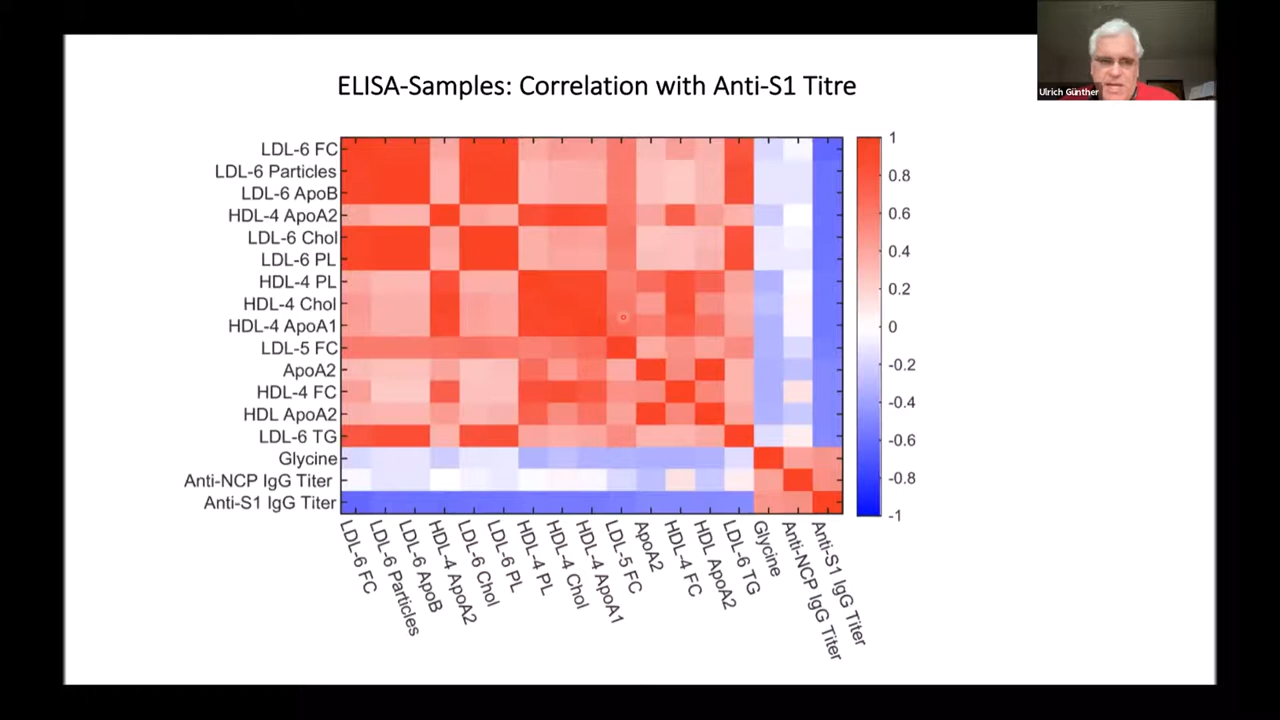 Ulrich Günther
ELISA-Samples: Correlation with Anti-S1 Titre
LDL-6 FC
LDL-6 Particles
LDL-6 ApoB
HDL-4 ApoA2
LDL-6 Chol
LDL-6 PL
HDL-4 PL
HDL-4 Chol
HDL-4 ApoA1
LDL-5 FC
ApoA2
HDL-4 FC
HDL ApoA2
LDL-6 TG
Glycine
Anti-NCP IgG Titer
Anti-S1 IgG Titer
1
0.8
0.6
0.4
0.2
0
-0.2
-0.4
-0.6
-0.8
-1
LDL-6 FC
LDL-6 Particles
LDL-6 ApoB
HDL-4 ApoA2
LDL-6 Chol
LDL-6 PL
HDL-4 PL
HDL-4 Chol
HDL-4 ApoA1
LDL-5 FC
ApoA2
HDL-4 FC
HDL ApoA2
LDL-6 TG
Glycine
Anti-NCP IgG Titer
Anti-S1 IgG Titer